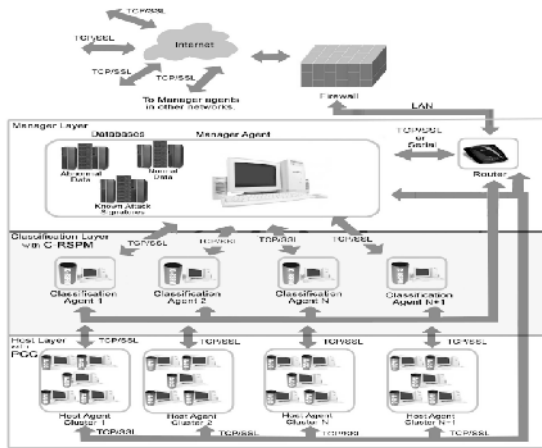 TCP/SSL
Internet
TCP/SSL
TCP/SSL
TCP/SSL
To Manager agents
in other networks.
Firewall
LAN
Manager Layer
Databases
Manager Agent
TCP/SSL
or
Serial
Abnormal
Data
Normal
Data
Router
Known Attack
Signatures
Classification Layer
with C-RSPM
TCP/SSL
TCP/SSL
TCP/SSL
TCP/SSL
Classification
Agent 1
Classification
Agent 2
Classification
Agent N
Classification
Agent N+1
Host Layer
with
TCP/SSL
TCP/SSL
TCP/SSL
TCP/SSL
Host Agent
Cluster 1
Host Agent
Cluster 2
Host Agent
Cluster N
Host Agent
Cluster N+1
TCP/SSL
TCP/SSL
TCP/SSL
TCP/SSL